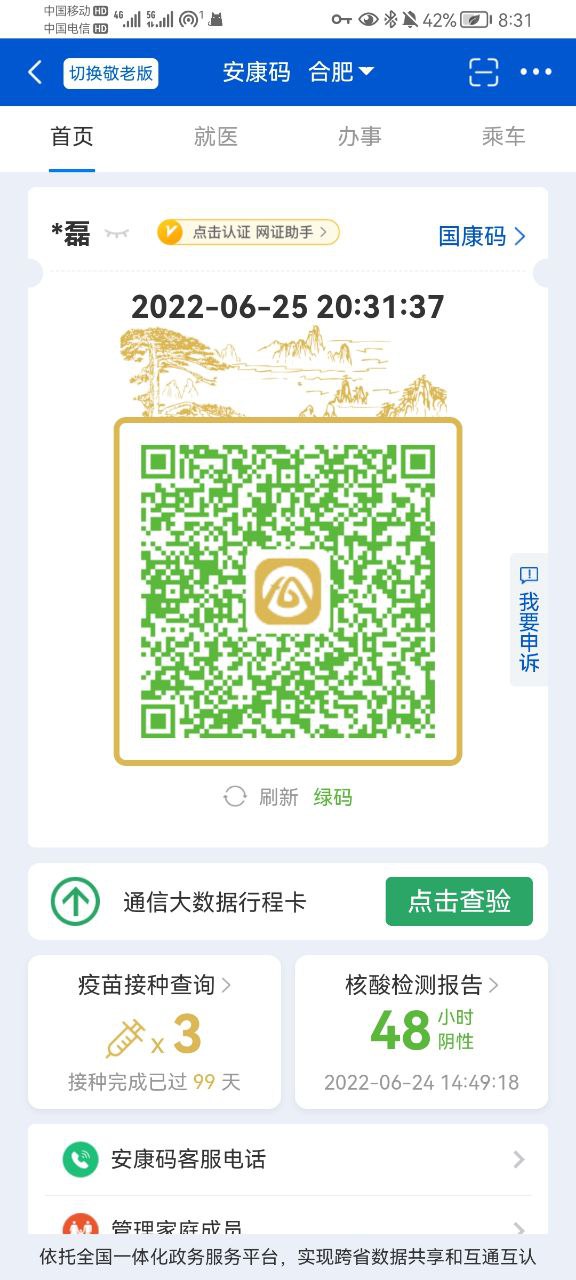 中国移动 HD 4G 5G 1 42% 8:31
中国电信 HD
切换敬老版 安康码 合肥
首页 就医 办事 乘车
*磊 点击认证 网证助手 国康码
2022-06-25 20:31:37
我要申诉
刷新 绿码
通信大数据行程卡 点击查验
疫苗接种查询
x 3
接种完成已过 99 天
核酸检测报告
48 小时
阴性
2022-06-24 14:49:18
安康码客服电话
管理家庭成员
依托全国一体化政务服务平台，实现跨省数据共享和互通互认